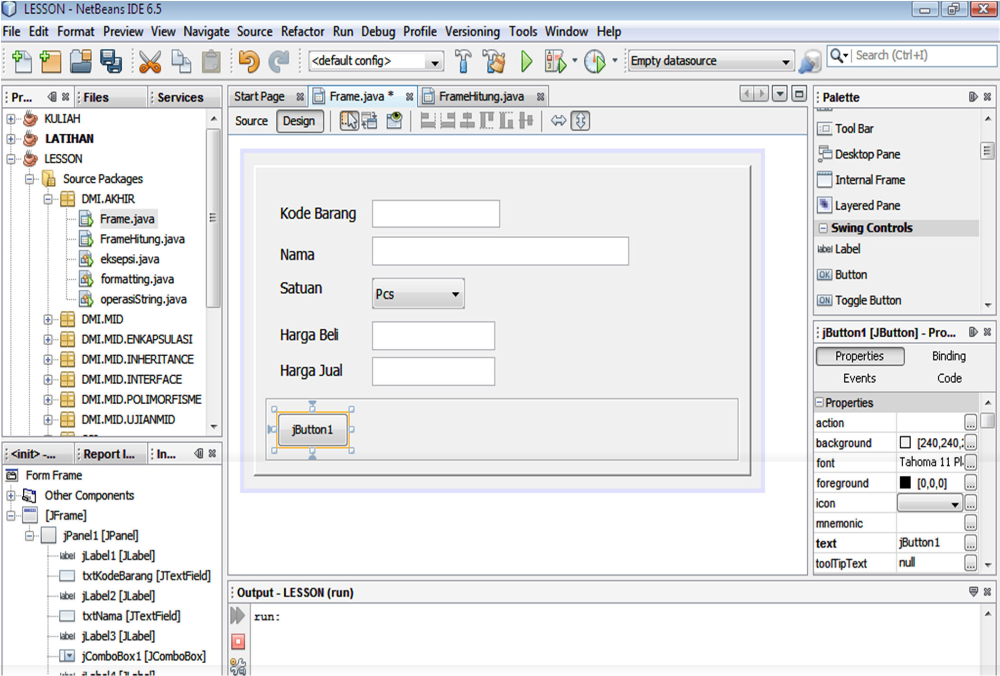 LESSON - NetBeans IDE 6.5
File Edit Format Preview View Navigate Source Refactor Run Debug Profile Versioning Tools Window Help
<default config>
Empty datasource
Search (Ctrl+I)
Pr...
Files
Services
KULIAH
LATIHAN
LESSON
Source Packages
DMI.AKHIR
Frame.java
FrameHitung.java
eksepsi.java
formatting.java
operasiString.java
DMI.MID
DMI.MID.ENKAPSULASI
DMI.MID.INHERITANCE
DMI.MID.INTERFACE
DMI.MID.POLIMORFISME
DMI.MID.UJIANMID
<init> -...
Report I...
In...
Form Frame
Other Components
[JFrame]
jPanel1 [JPanel]
label jLabel1 [JLabel]
txtKodeBarang [JTextField]
label jLabel2 [JLabel]
txtNama [JTextField]
label jLabel3 [JLabel]
jComboBox1 [JComboBox]
label jLabel4 [JLabel]
Start Page
Frame.java *
FrameHitung.java
Source
Design
Kode Barang
Nama
Satuan
Pcs
Harga Beli
Harga Jual
jButton1
Output - LESSON (run)
run:
Palette
Tool Bar
Desktop Pane
Internal Frame
Layered Pane
Swing Controls
label Label
OK Button
ON Toggle Button
jButton1 [JButton] - Pro...
Properties
Binding
Events
Code
Properties
action ...
background [240,240, ...
font Tahoma 11 Pl ...
foreground [0,0,0] ...
icon ...
mnemonic ...
text jButton1 ...
toolTipText null ...